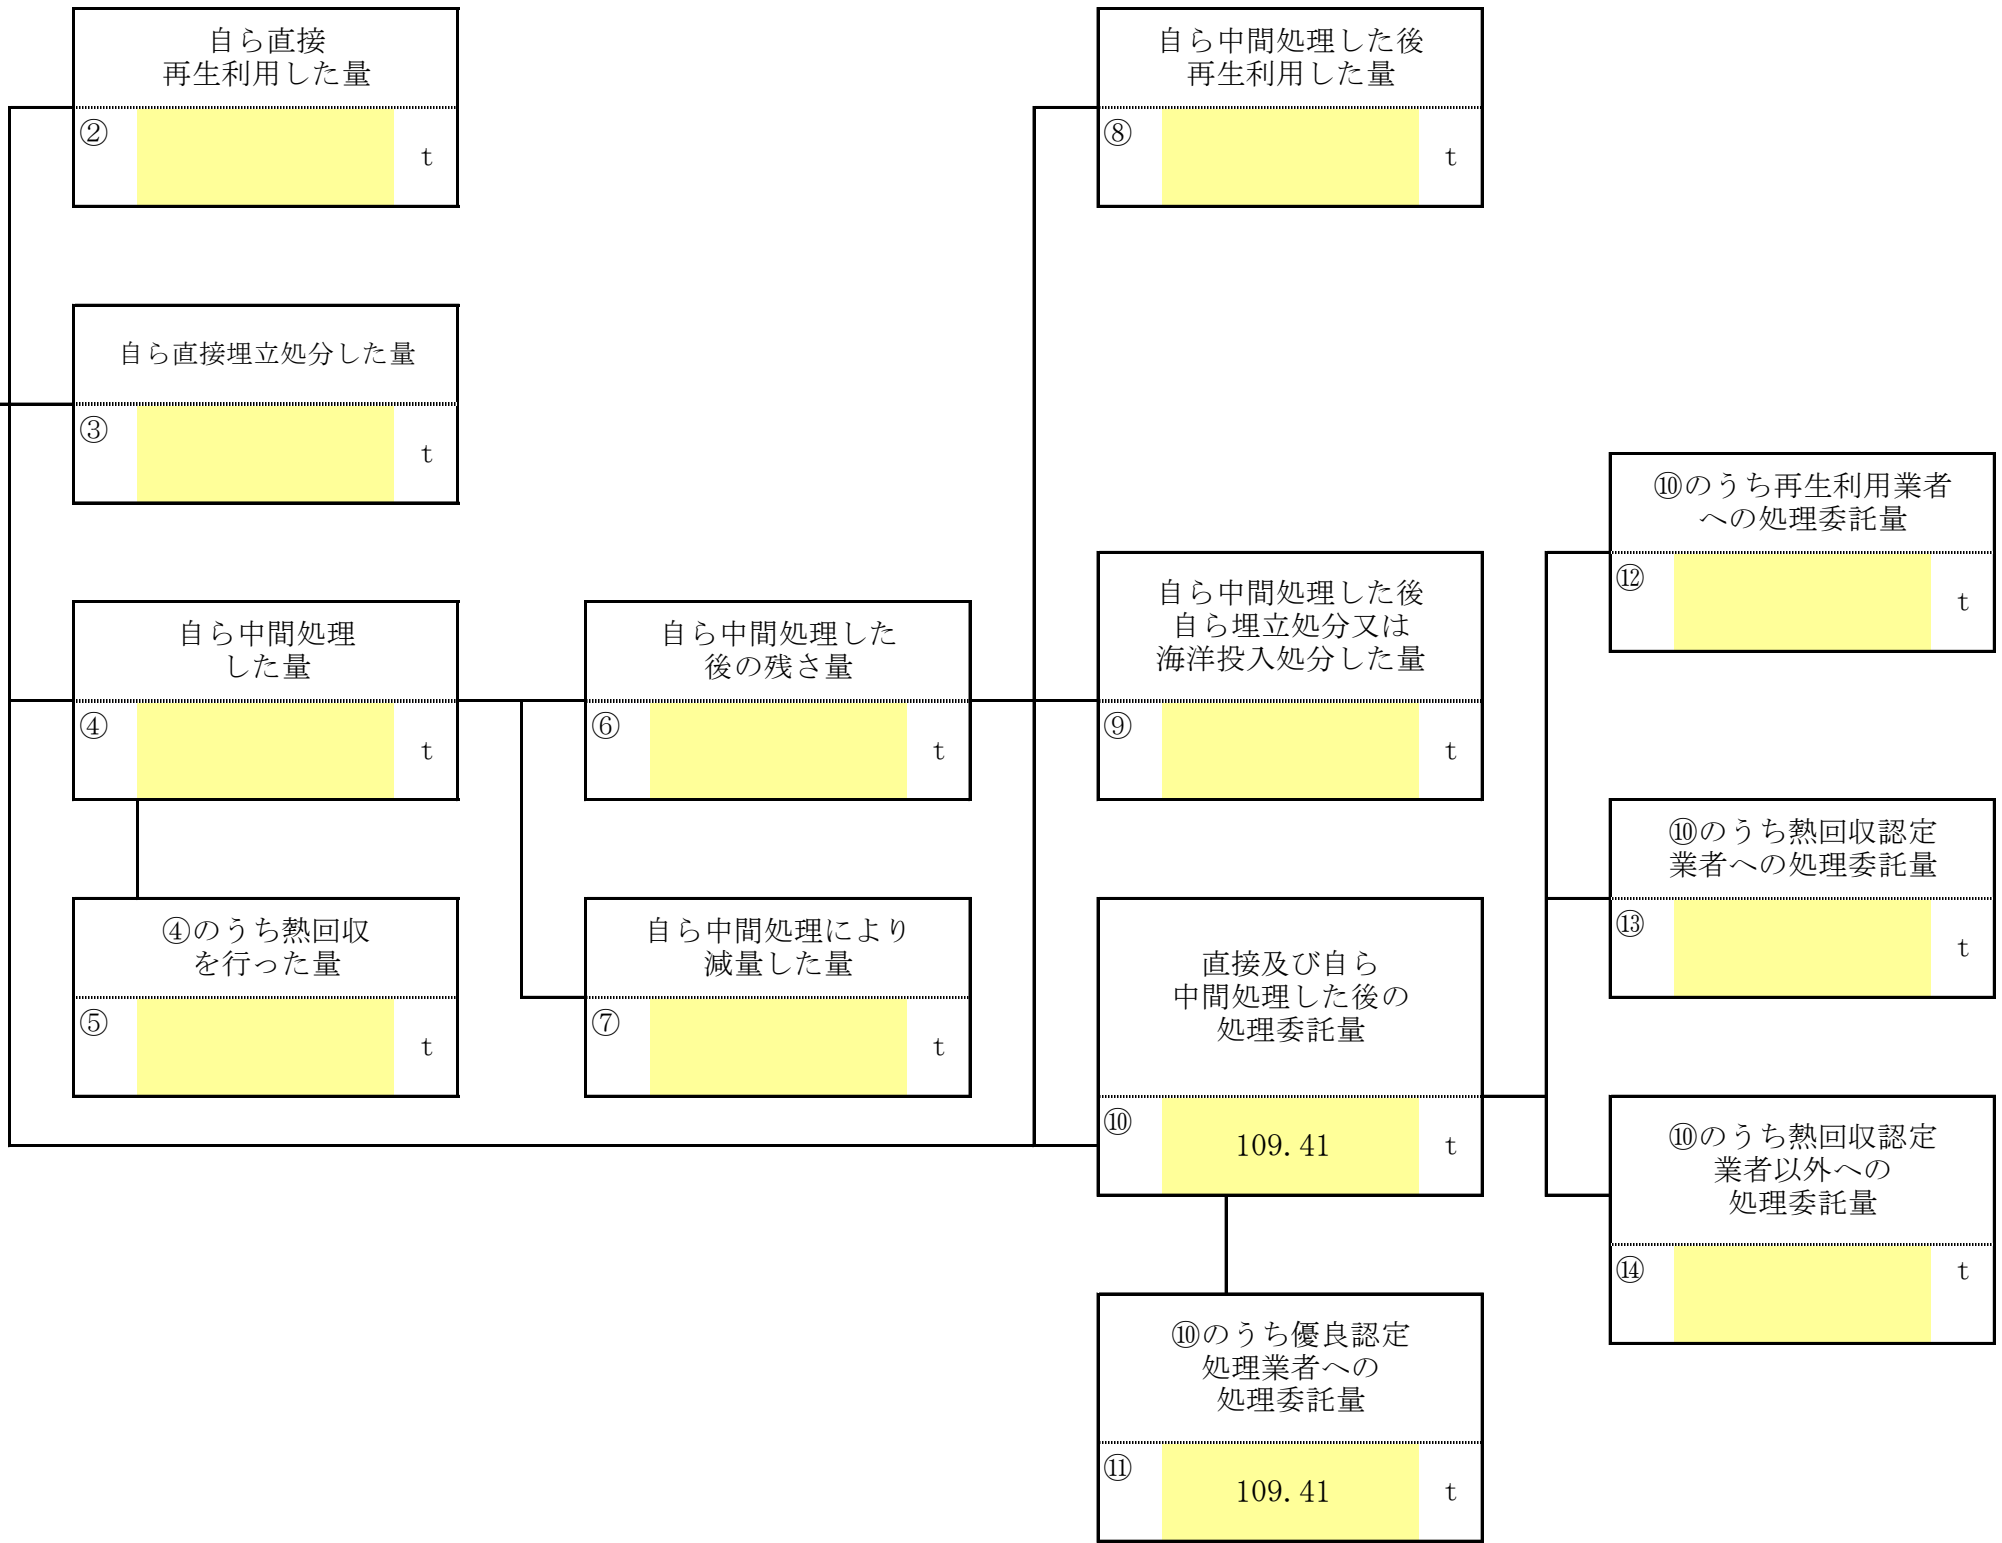 自ら直接
再生利用した量
②
t
自ら中間処理した後
再生利用した量
⑧
t
自ら直接埋立処分した量
③
t
⑩のうち再生利用業者
への処理委託量
⑫
t
自ら中間処理
した量
④
t
自ら中間処理した
後の残さ量
⑥
t
自ら中間処理した後
自ら埋立処分又は
海洋投入処分した量
⑨
t
⑩のうち熱回収認定
業者への処理委託量
⑬
t
④のうち熱回収
を行った量
⑤
t
自ら中間処理により
減量した量
⑦
t
直接及び自ら
中間処理した後の
処理委託量
⑩
109.41
t
⑩のうち熱回収認定
業者以外への
処理委託量
⑭
t
⑩のうち優良認定
処理業者への
処理委託量
⑪
109.41
t